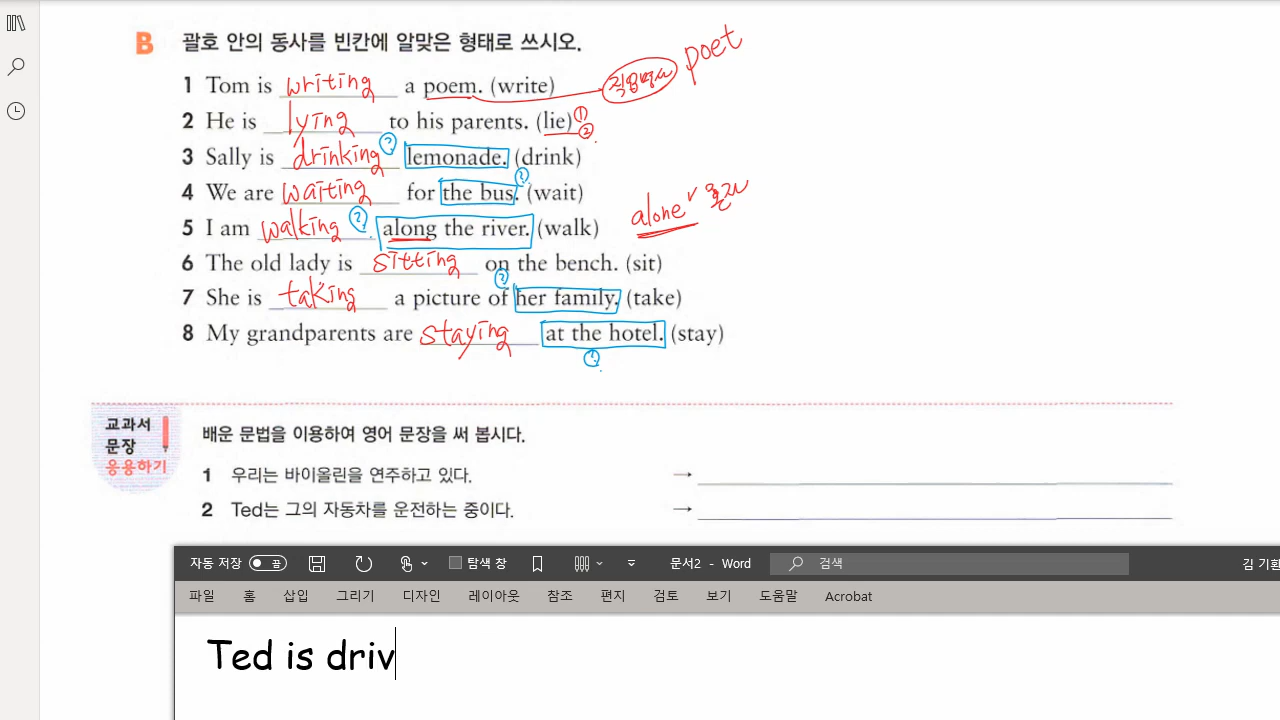 B 괄호 안의 동사를 빈칸에 알맞은 형태로 쓰시오.
poet
직업명사
1 Tom is writing a poem. (write)
2 He is lying to his parents. (lie) ① ②
3 Sally is drinking ? lemonade. (drink)
4 We are waiting for the bus. ? (wait)
alone 혼자
5 I am walking ? along the river. (walk)
6 The old lady is sitting on the bench. (sit)
7 She is taking a picture of ? her family. (take)
8 My grandparents are staying at the hotel. ? (stay)
교과서
문장
응용하기
배운 문법을 이용하여 영어 문장을 써 봅시다.
1 우리는 바이올린을 연주하고 있다. →
2 Ted는 그의 자동차를 운전하는 중이다. →
자동 저장 끔 탐색 창 문서2 - Word 검색 김 기환
파일 홈 삽입 그리기 디자인 레이아웃 참조 편지 검토 보기 도움말 Acrobat
Ted is driv